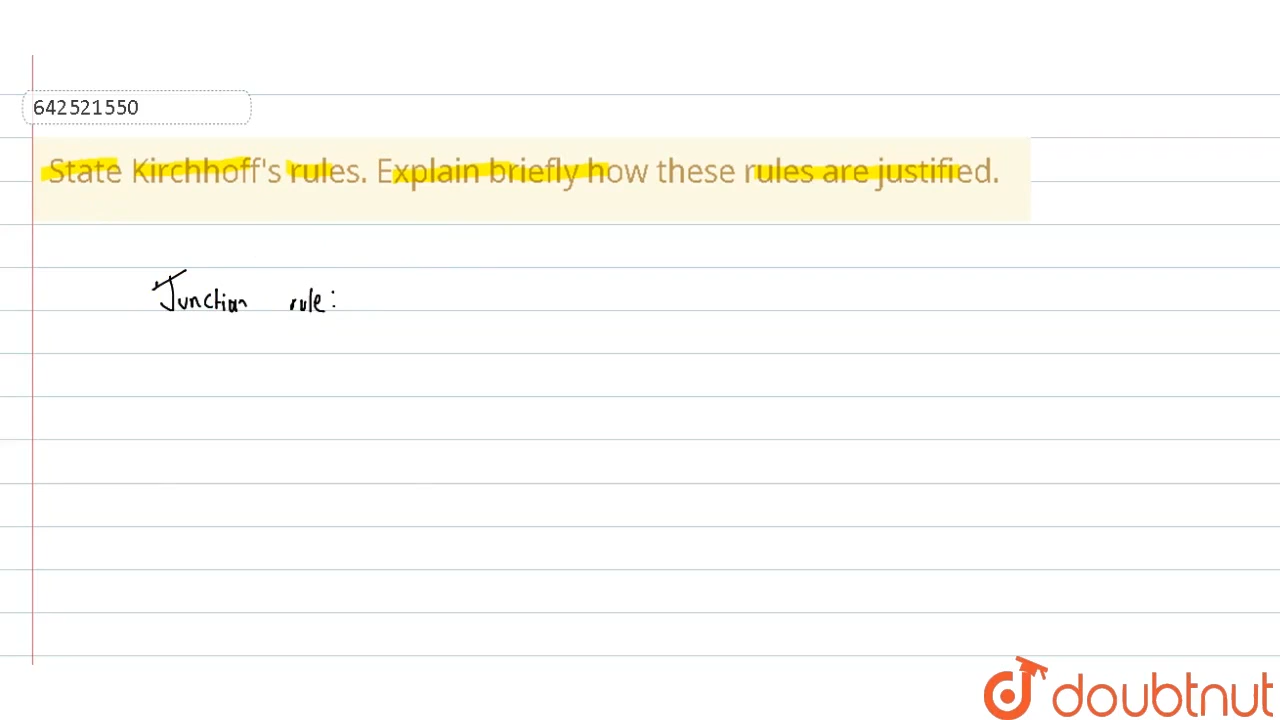 642521550
State Kirchhoff's rules. Explain briefly how these rules are justified.
Junction rule:
doubtnut